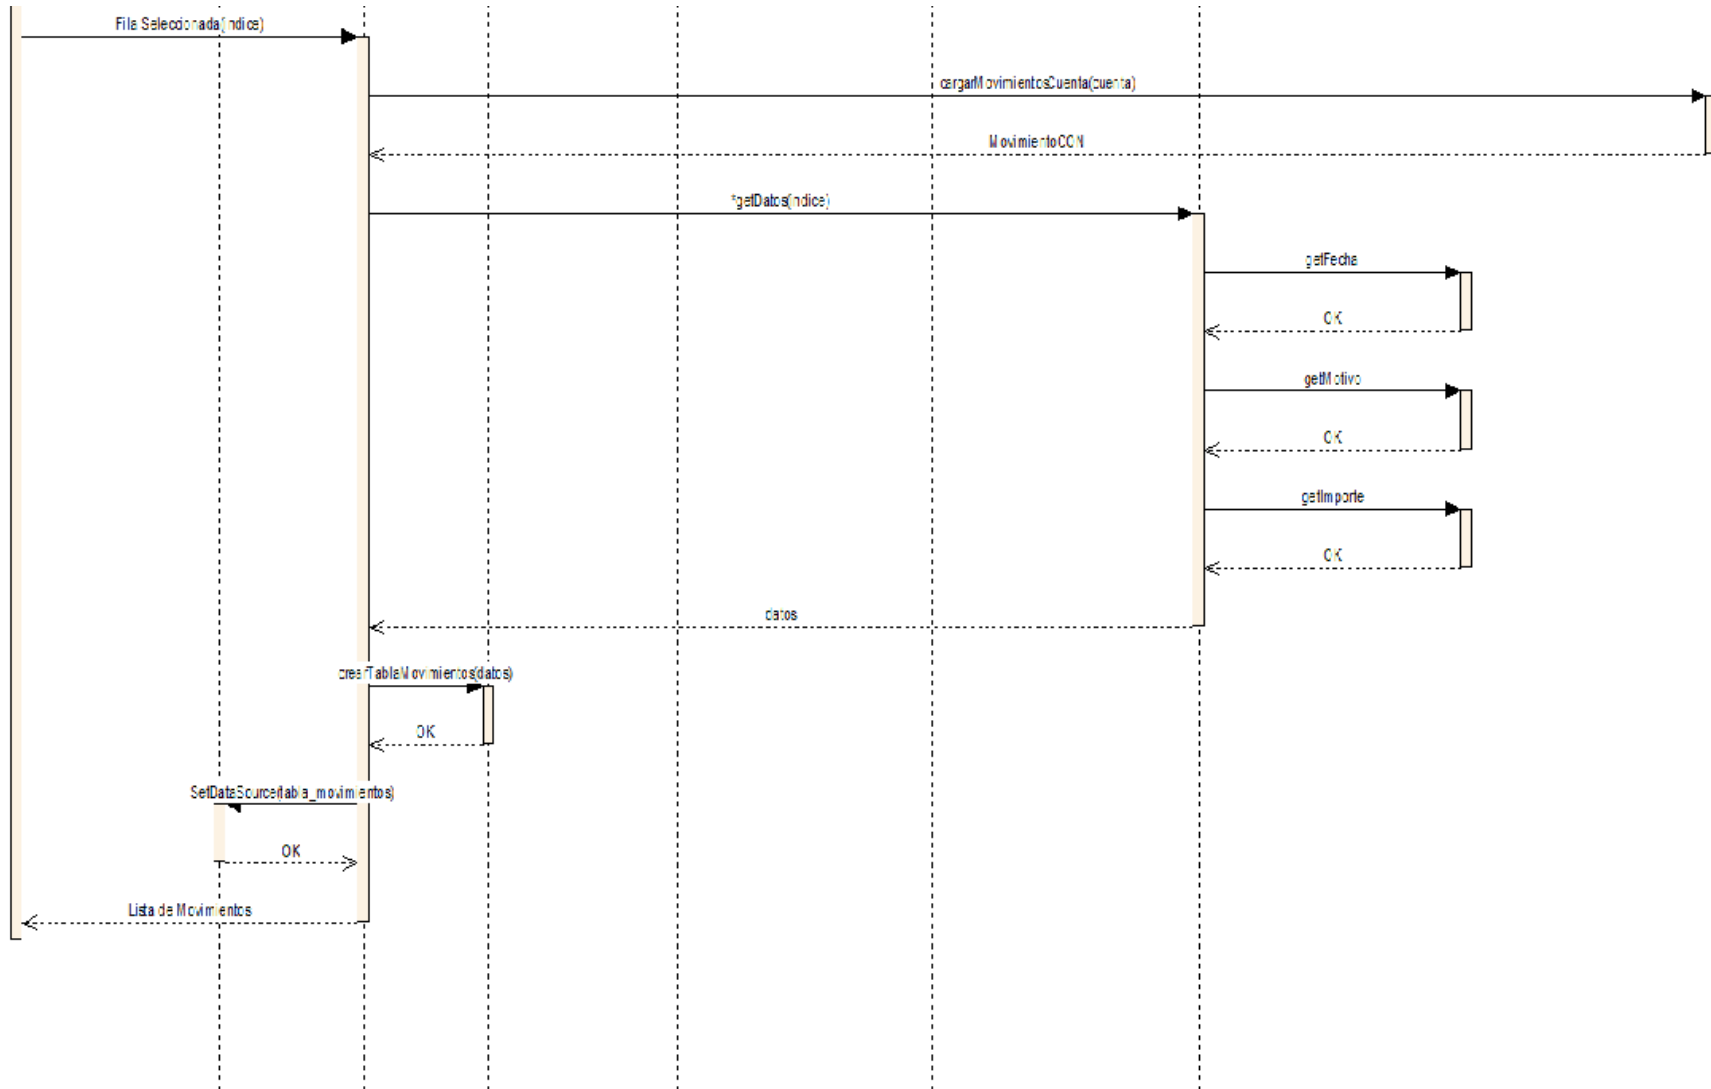 Fila Seleccionada(indice)
cargarMovimientosCuenta(cuenta)
MovimientoCON
*getDatos(indice)
getFecha
OK
getMotivo
OK
getImporte
OK
datos
crearTablaMovimientos(datos)
OK
SetDataSource(tabla_movimientos)
OK
Lista de Movimientos